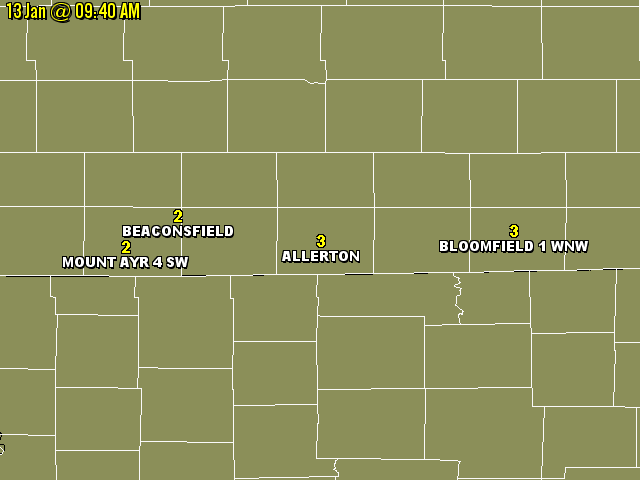 13 Jan @ 09:40 AM
2
BEACONSFIELD
2
MOUNT AYR 4 SW
3
ALLERTON
3
BLOOMFIELD 1 WNW